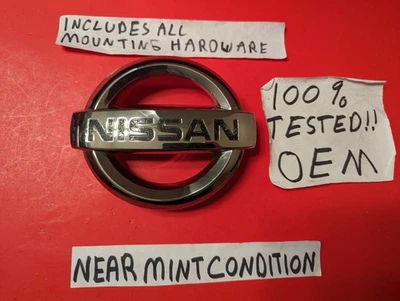 INCLUDES ALL
MOUNTING HARDWARE
100%
TESTED!!
OEM
NISSAN
NEAR MINT CONDITION